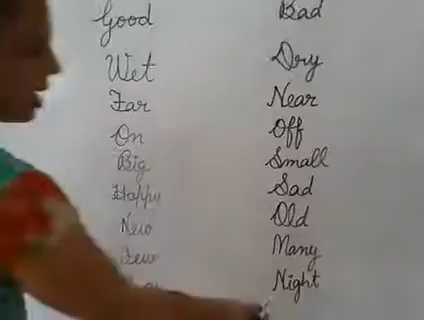 Good Bad
Wet Dry
Far Near
On Off
Big Small
Happy Sad
New Old
Few Many
Night